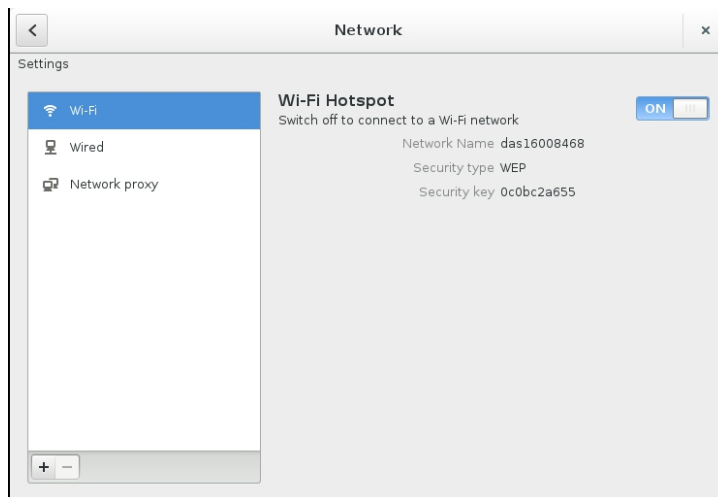 Network
Settings
Wi-Fi
Wired
Network proxy
Wi-Fi Hotspot
ON
Switch off to connect to a Wi-Fi network
Network Name das16008468
Security type WEP
Security key 0c0bc2a655